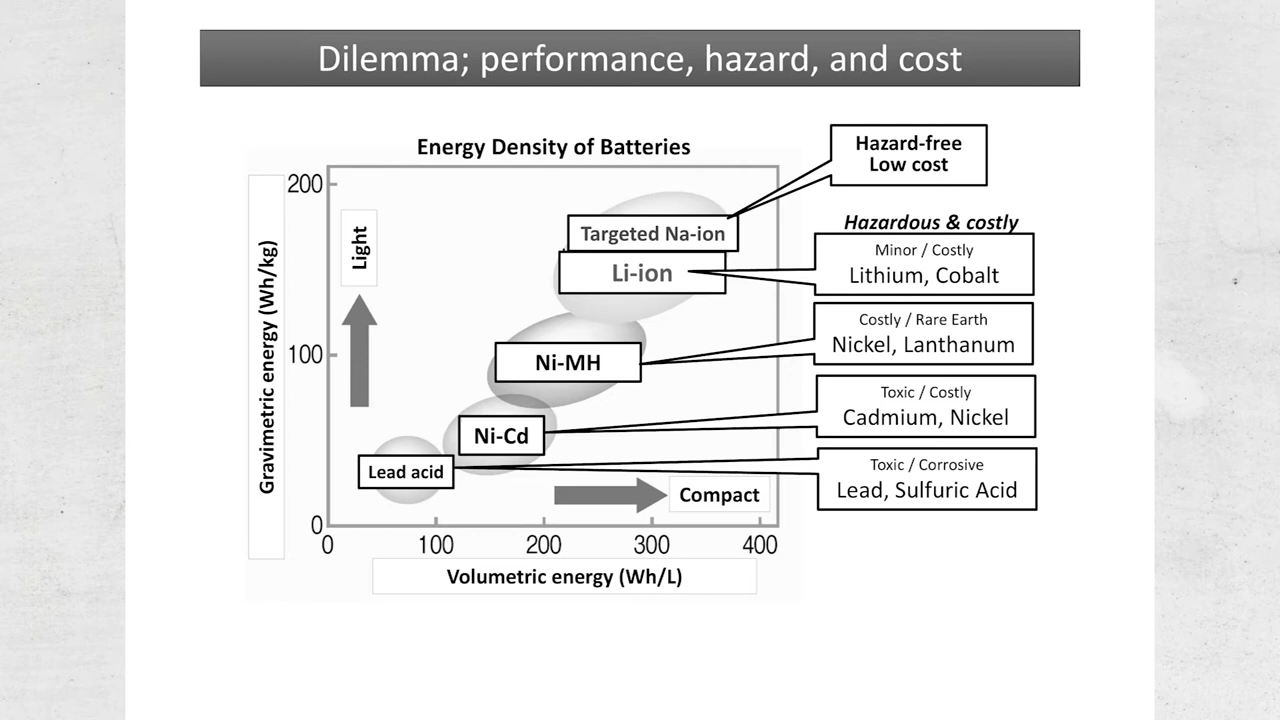 Dilemma; performance, hazard, and cost
Energy Density of Batteries
Hazard-free
Low cost
200
Light
Targeted Na-ion
Hazardous & costly
Minor / Costly
Lithium, Cobalt
Li-ion
Gravimetric energy (Wh/kg)
100
Ni-MH
Costly / Rare Earth
Nickel, Lanthanum
Ni-Cd
Toxic / Costly
Cadmium, Nickel
Lead acid
Toxic / Corrosive
Lead, Sulfuric Acid
Compact
0
0 100 200 300 400
Volumetric energy (Wh/L)